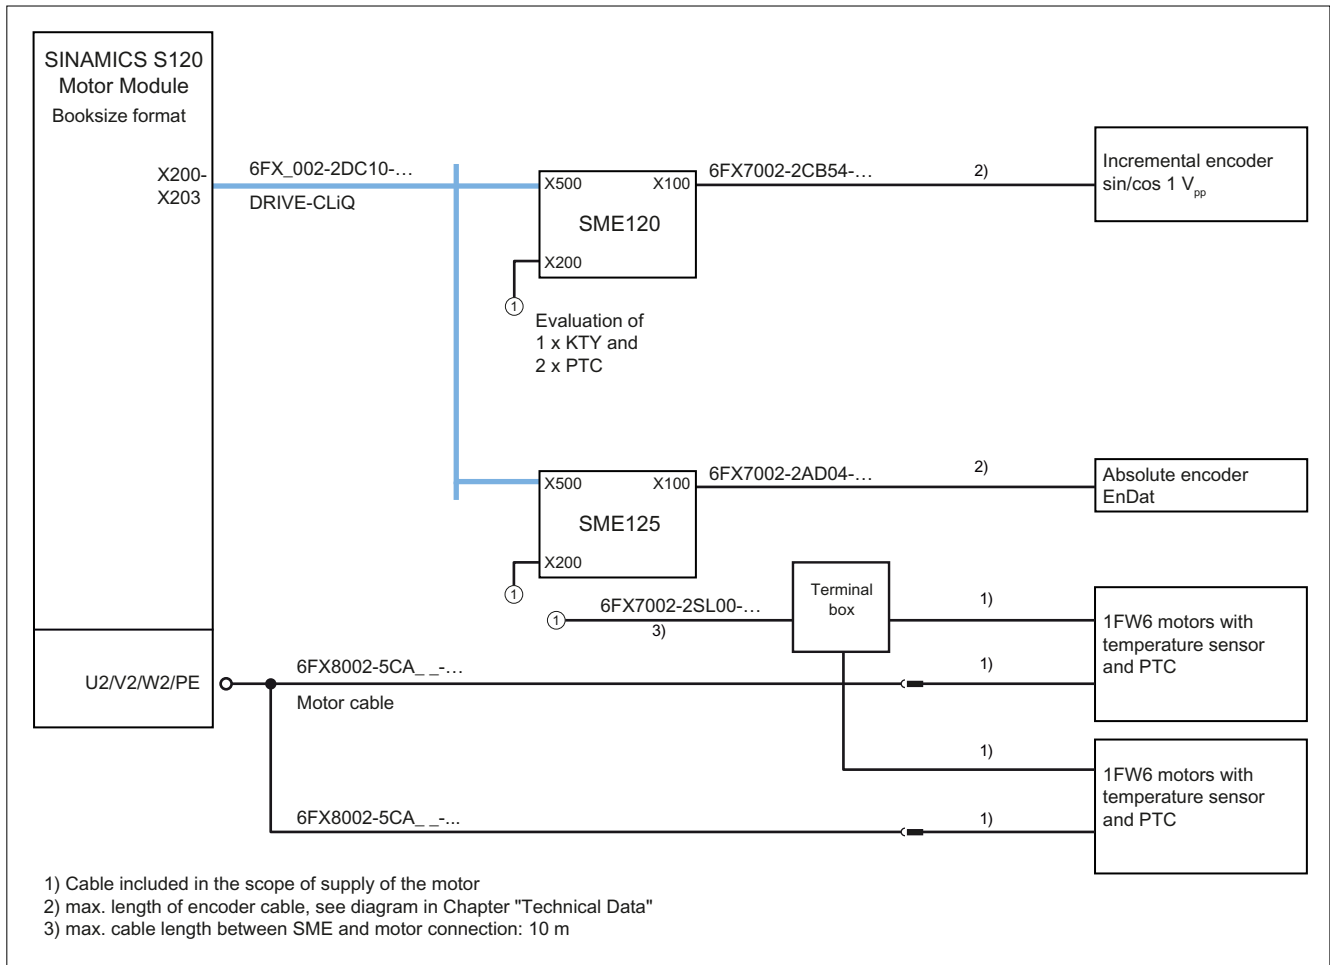 SINAMICS S120
Motor Module
Booksize format
X200-
X203
6FX_002-2DC10-…
DRIVE-CLiQ
X500
X100
SME120
X200
1
Evaluation of
1 x KTY and
2 x PTC
6FX7002-2CB54-…
2)
Incremental encoder
sin/cos 1 Vpp
X500
X100
SME125
X200
1
6FX7002-2AD04-…
2)
Absolute encoder
EnDat
1
6FX7002-2SL00-…
3)
Terminal
box
1)
1FW6 motors with
temperature sensor
and PTC
U2/V2/W2/PE
6FX8002-5CA_ _-…
Motor cable
1)
1)
1FW6 motors with
temperature sensor
and PTC
6FX8002-5CA_ _-...
1)
1) Cable included in the scope of supply of the motor
2) max. length of encoder cable, see diagram in Chapter "Technical Data"
3) max. cable length between SME and motor connection: 10 m